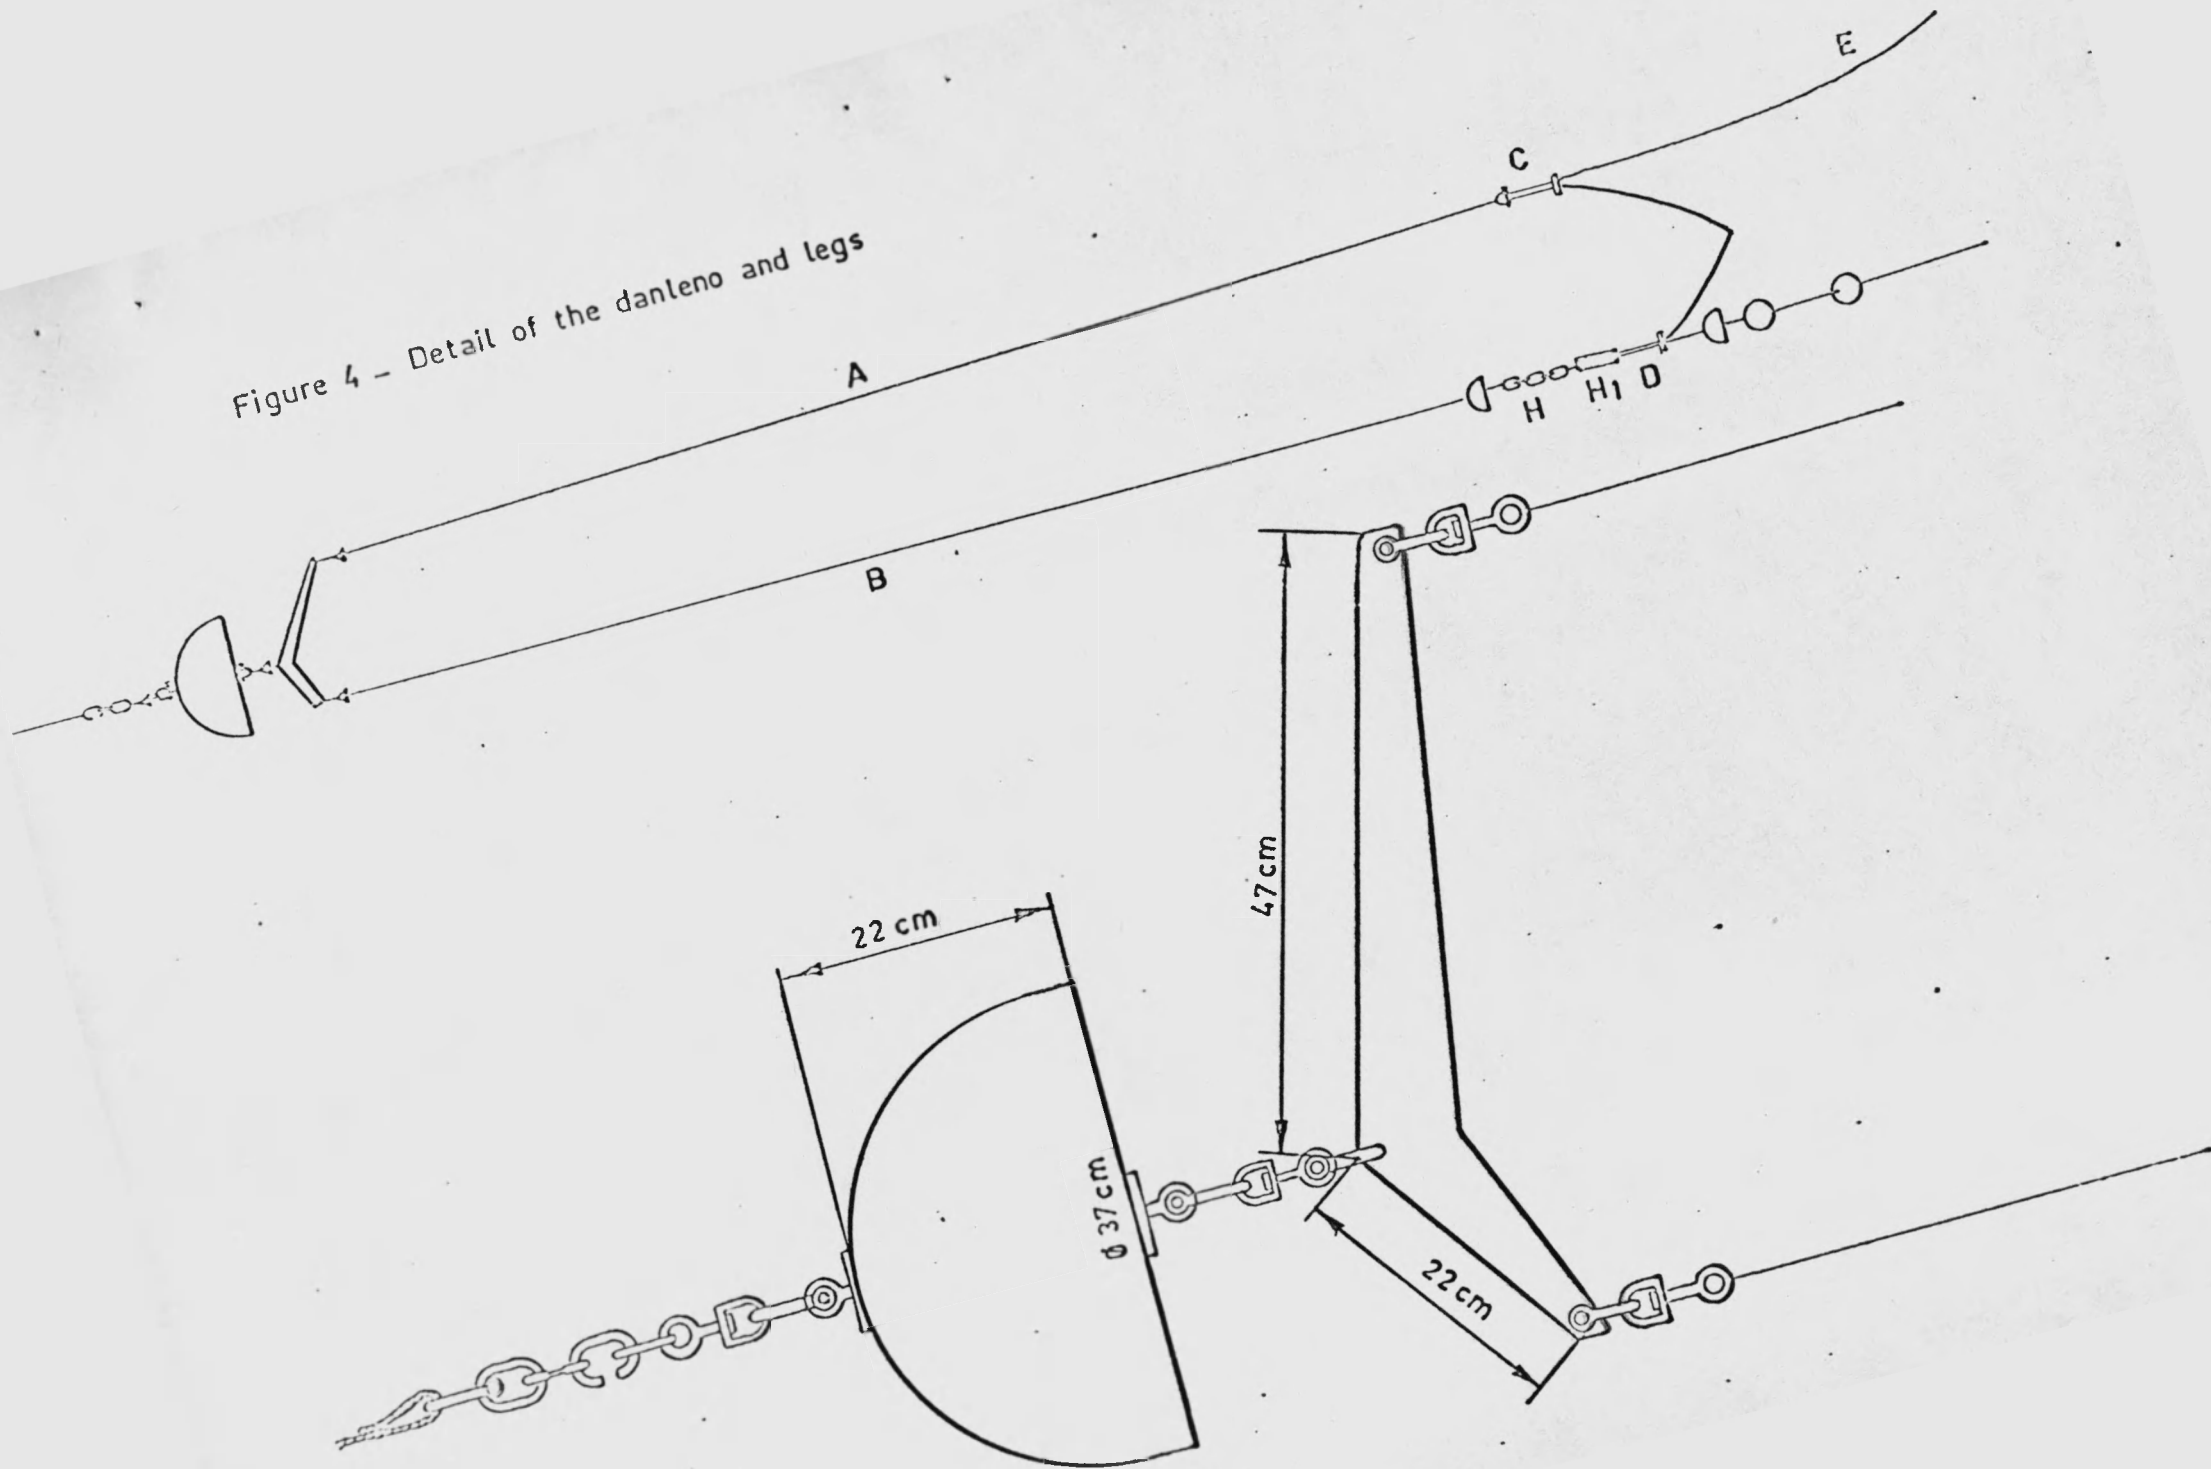 Figure 4 – Detail of the danleno and legs
E
C
A
H H1 D
B
47 cm
22 cm
Ø 37 cm
22 cm